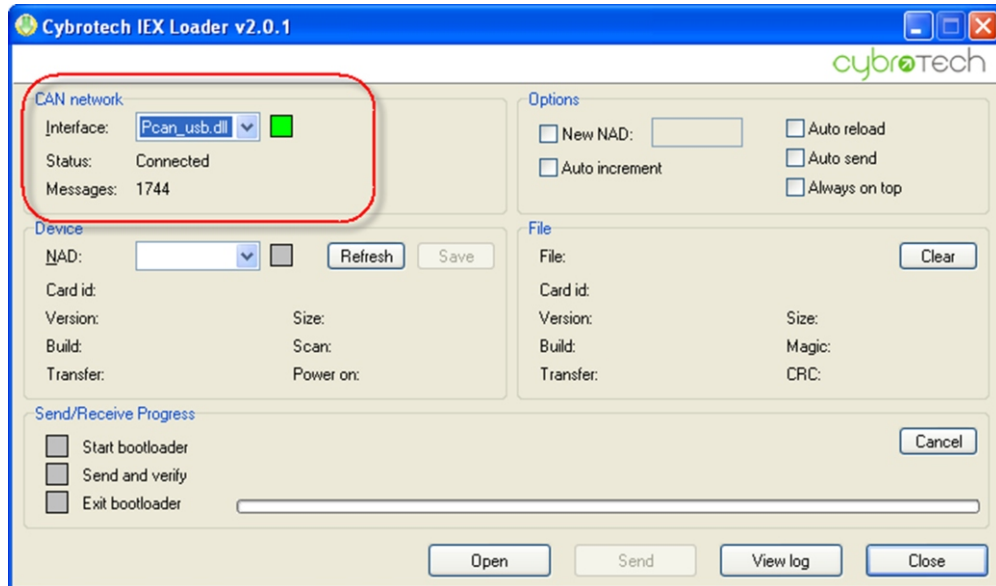 Cybrotech IEX Loader v2.0.1
cybrotech
CAN network
Interface: Pcan_usb.dll
Status: Connected
Messages: 1744
Options
New NAD: Auto reload
Auto increment Auto send
Always on top
Device
NAD: Refresh Save
Card id:
Version: Size:
Build: Scan:
Transfer: Power on:
File
File: Clear
Card id:
Version: Size:
Build: Magic:
Transfer: CRC:
Send/Receive Progress
Start bootloader Cancel
Send and verify
Exit bootloader
Open Send View log Close